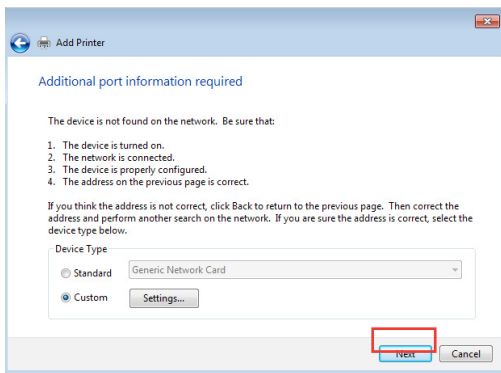 Add Printer
Additional port information required
The device is not found on the network. Be sure that:
1. The device is turned on.
2. The network is connected.
3. The device is properly configured.
4. The address on the previous page is correct.
If you think the address is not correct, click Back to return to the previous page. Then correct the
address and perform another search on the network. If you are sure the address is correct, select the
device type below.
Device Type
Standard Generic Network Card
Custom Settings...
Next Cancel